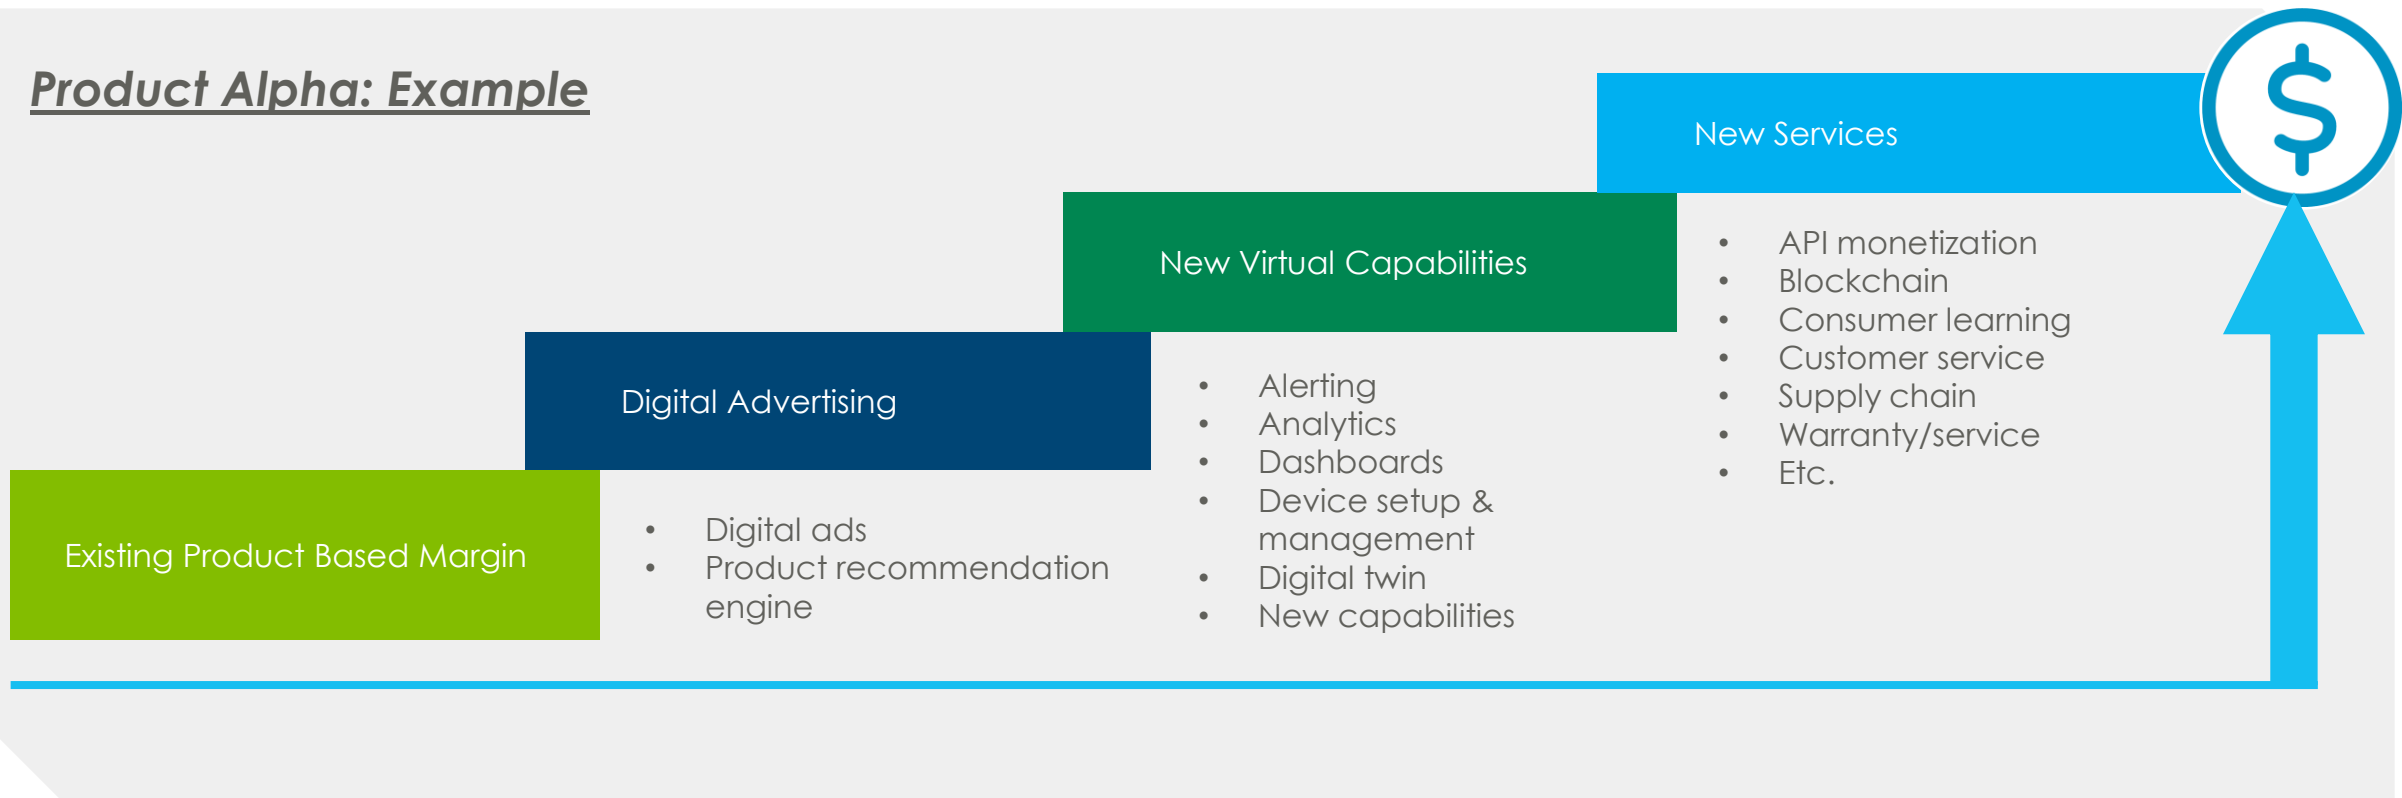 Product Alpha: Example
Existing Product Based Margin
Digital Advertising
• Digital ads
• Product recommendation
engine
New Virtual Capabilities
• Alerting
• Analytics
• Dashboards
• Device setup &
management
• Digital twin
• New capabilities
New Services
• API monetization
• Blockchain
• Consumer learning
• Customer service
• Supply chain
• Warranty/service
• Etc.
$